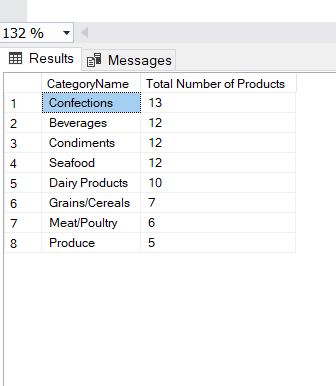 132 %
Results Messages
CategoryName Total Number of Products
1 Confections 13
2 Beverages 12
3 Condiments 12
4 Seafood 12
5 Dairy Products 10
6 Grains/Cereals 7
7 Meat/Poultry 6
8 Produce 5